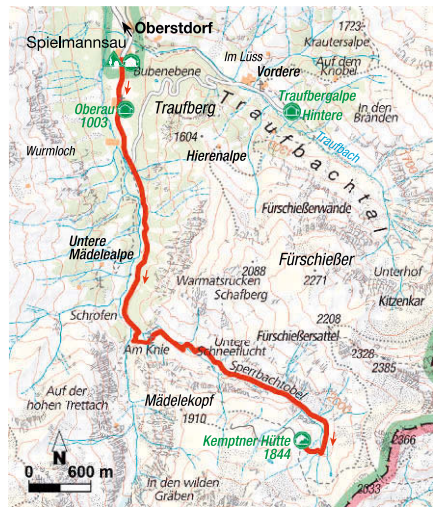 Oberstdorf
1723
Spielmannsau
Krautersalpe
Im Lüss
Auf dem
Knobel
Bubenebene
Vordere
Oberau
1003
Traufberg
Traufbergalpe
Hintere
In den
Bränden
Traufbachtal
Traufbach
1604
Wurmloch
Hierenalpe
Fürschießerwände
Untere
Mädelealpe
2088
Fürschießer
2271
Unterhof
Kitzenkar
Warmatsrücken
Schafberg
Schrofen
2208
Fürschießersattel
Am Knie
Untere
Schneeflucht
2328
2385
Sperrbachtobel
Auf der
hohen Trettach
Mädelekopf
1910
Kemptner Hütte
1844
2366
N
0 600 m
In den wilden
Gräben
2333